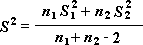 S² = (n₁S₁² + n₂S₂²) / (n₁ + n₂ - 2)